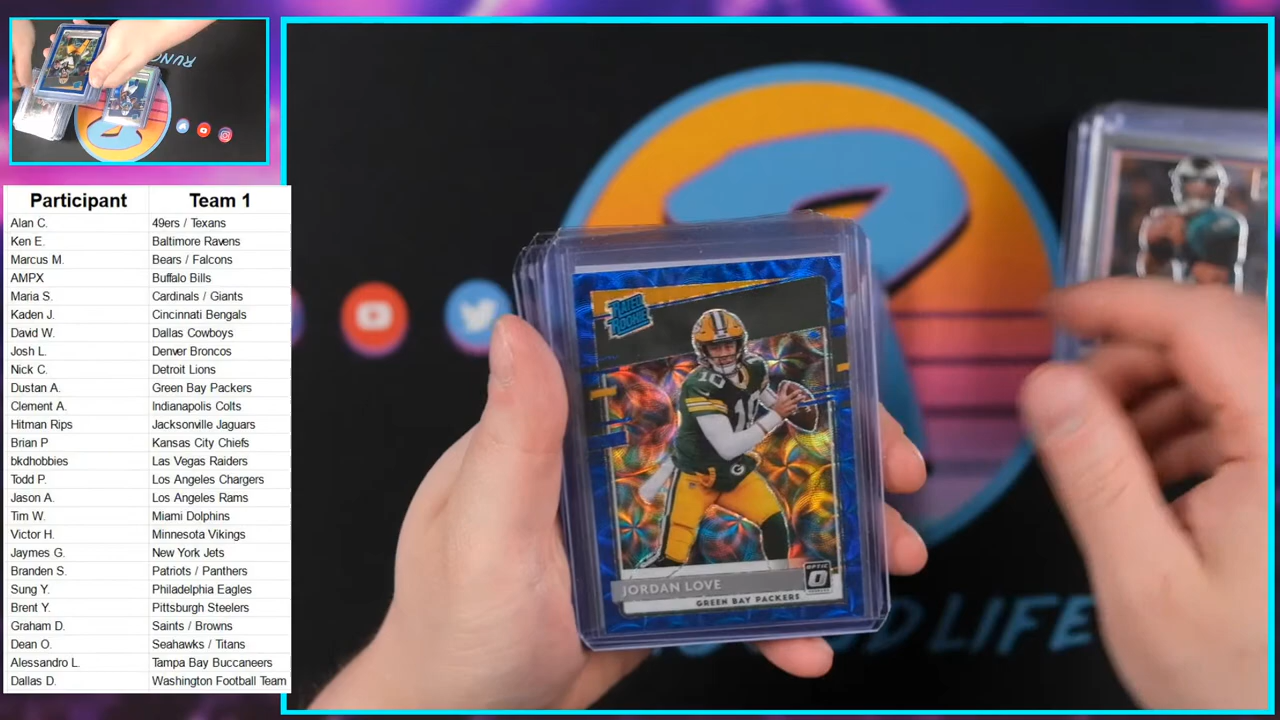 Participant Team 1
Alan C. 49ers / Texans
Ken E. Baltimore Ravens
Marcus M. Bears / Falcons
AMPX Buffalo Bills
Maria S. Cardinals / Giants
Kaden J. Cincinnati Bengals
David W. Dallas Cowboys
Josh L. Denver Broncos
Nick C. Detroit Lions
Dustan A. Green Bay Packers
Clement A. Indianapolis Colts
Hitman Rips Jacksonville Jaguars
Brian P Kansas City Chiefs
bkdhobbies Las Vegas Raiders
Todd P. Los Angeles Chargers
Jason A. Los Angeles Rams
Tim W. Miami Dolphins
Victor H. Minnesota Vikings
Jaymes G. New York Jets
Branden S. Patriots / Panthers
Sung Y. Philadelphia Eagles
Brent Y. Pittsburgh Steelers
Graham D. Saints / Browns
Dean O. Seahawks / Titans
Alessandro L. Tampa Bay Buccaneers
Dallas D. Washington Football Team
RATED
ROOKIE
10
10
G
JORDAN LOVE
GREEN BAY PACKERS
OPTIC
LIFE